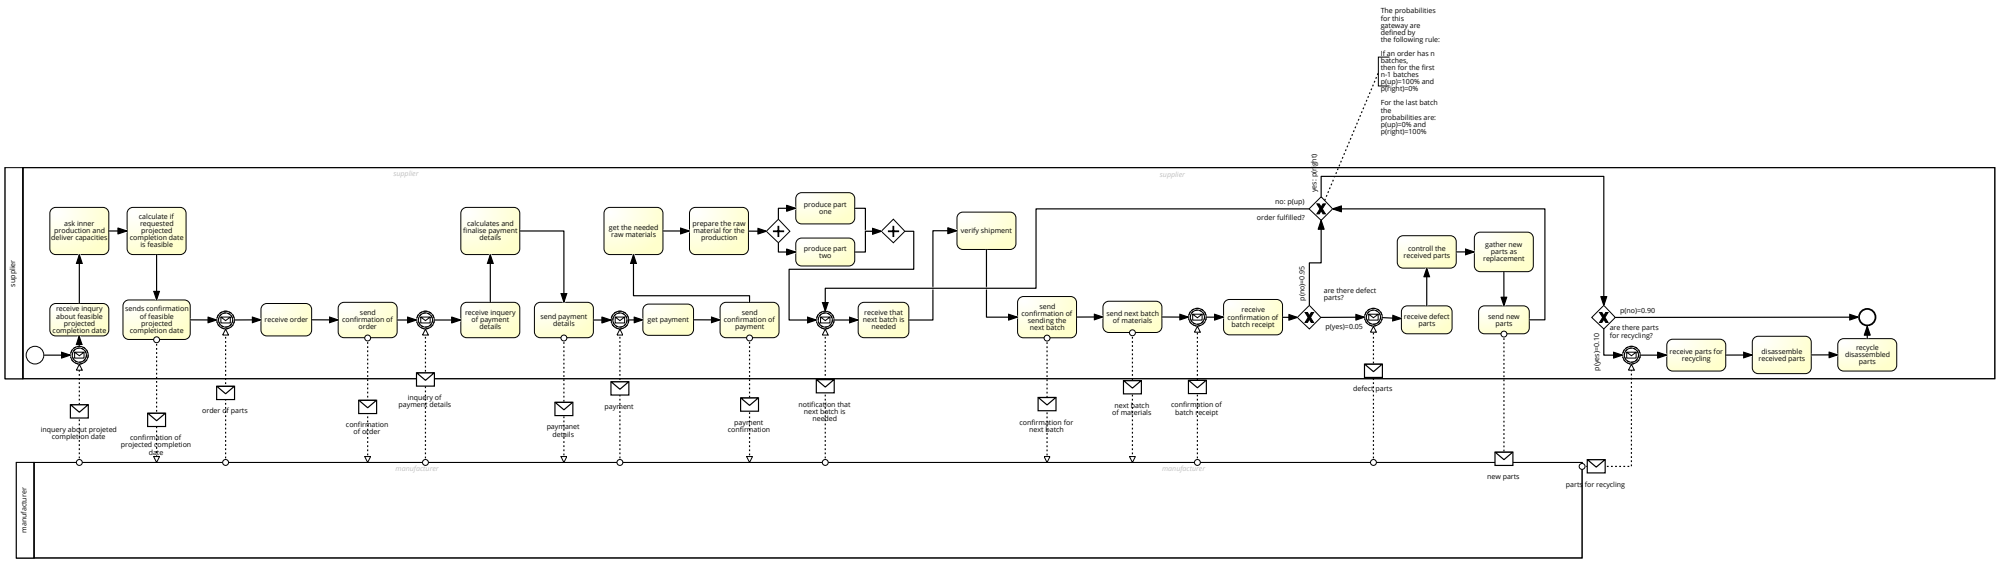 The probabilities
for this
gateway are
defined by
the following rule:
If an order has n
batches,
then for the first
n-1 batches
p(up)=100% and
p(right)=0%
For the last batch
the
probabilities are:
p(up)=0% and
p(right)=100%
supplier
supplier
supplier
ask inner
production and
deliver capacities
calculate if
requested
projected
completion date
is feasible
receive inqury
about feasible
projected
completion date
sends confirmation
of feasible
projected
completion date
receive order
send
confirmation of
order
calculates and
finalise payment
details
receive inquery
of payment
details
send payment
details
get the needed
raw materials
prepare the raw
material for the
production
produce part
one
produce part
two
get payment
send
confirmation of
payment
receive that
next batch is
needed
verify shipment
send
confirmation of
sending the
next batch
send next batch
of materials
receive
confirmation of
batch receipt
no: p(up)
order fulfilled?
yes: p(right)
p(no)=0.95
are there defect
parts?
p(yes)=0.05
receive defect
parts
controll the
received parts
gather new
parts as
replacement
send new
parts
p(no)=0.90
are there parts
for recycling?
p(yes)=0.10
receive parts for
recycling
disassemble
receved parts
recycle
disassembled
parts
inquery about projeted
completion date
confirmation of
projected completion
date
order of parts
confirmation
of order
inquiry of
payment details
paymanet
details
payment
payment
confirmation
notification that
next batch is
needed
confirmation for
next batch
next batch
of materials
confirmation of
batch receipt
defect parts
new parts
parts for recycling
manufacturer
manufacturer
manufacturer